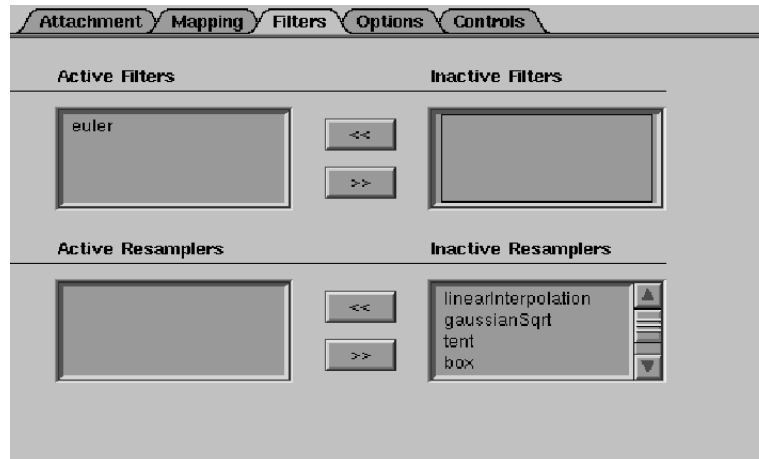 Attachment Mapping Filters Options Controls
Active Filters Inactive Filters
euler
<<
>>
Active Resamplers Inactive Resamplers
linearInterpolation
gaussianSqrt
tent
box
<<
>>